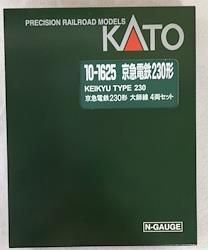 PRECISION RAILROAD MODELS
KATO
10-1625 京急電鉄230形
KEIKYU TYPE 230
京急電鉄230形 大師線 4両セット
N-GAUGE